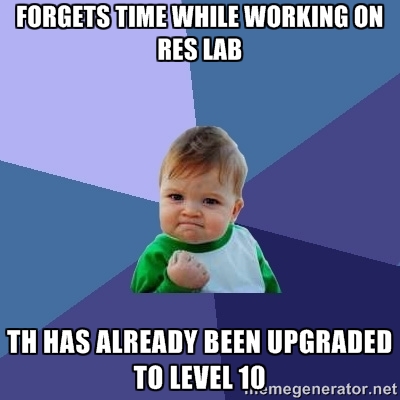 FORGETS TIME WHILE WORKING ON
RES LAB
TH HAS ALREADY BEEN UPGRADED
TO LEVEL 10
memegenerator.net